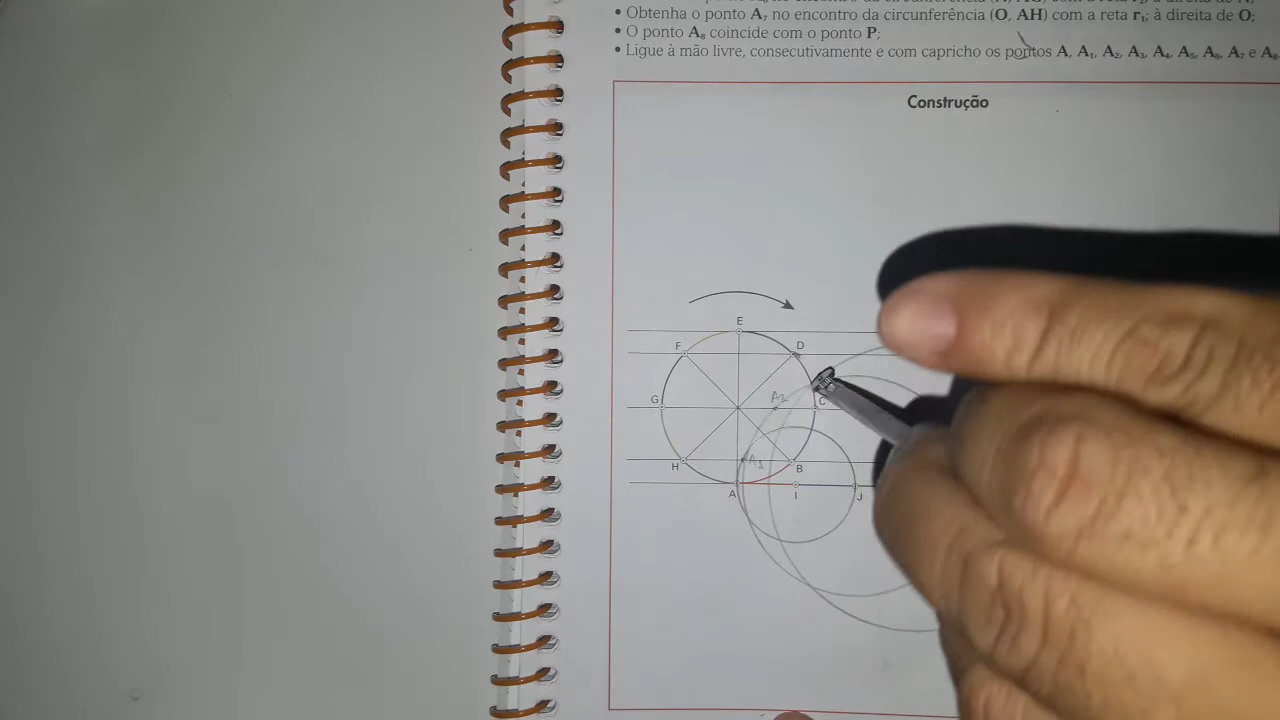 • Obtenha o ponto A₇ no encontro da circunferência (O, AH) com a reta r₁; à direita de O;
• O ponto A₈ coincide com o ponto P;
• Ligue à mão livre, consecutivamente e com capricho os pontos A, A₁, A₂, A₃, A₄, A₅, A₆, A₇ e A₈
Construção
E
F
D
G
A2
C
H
B
A
I
J